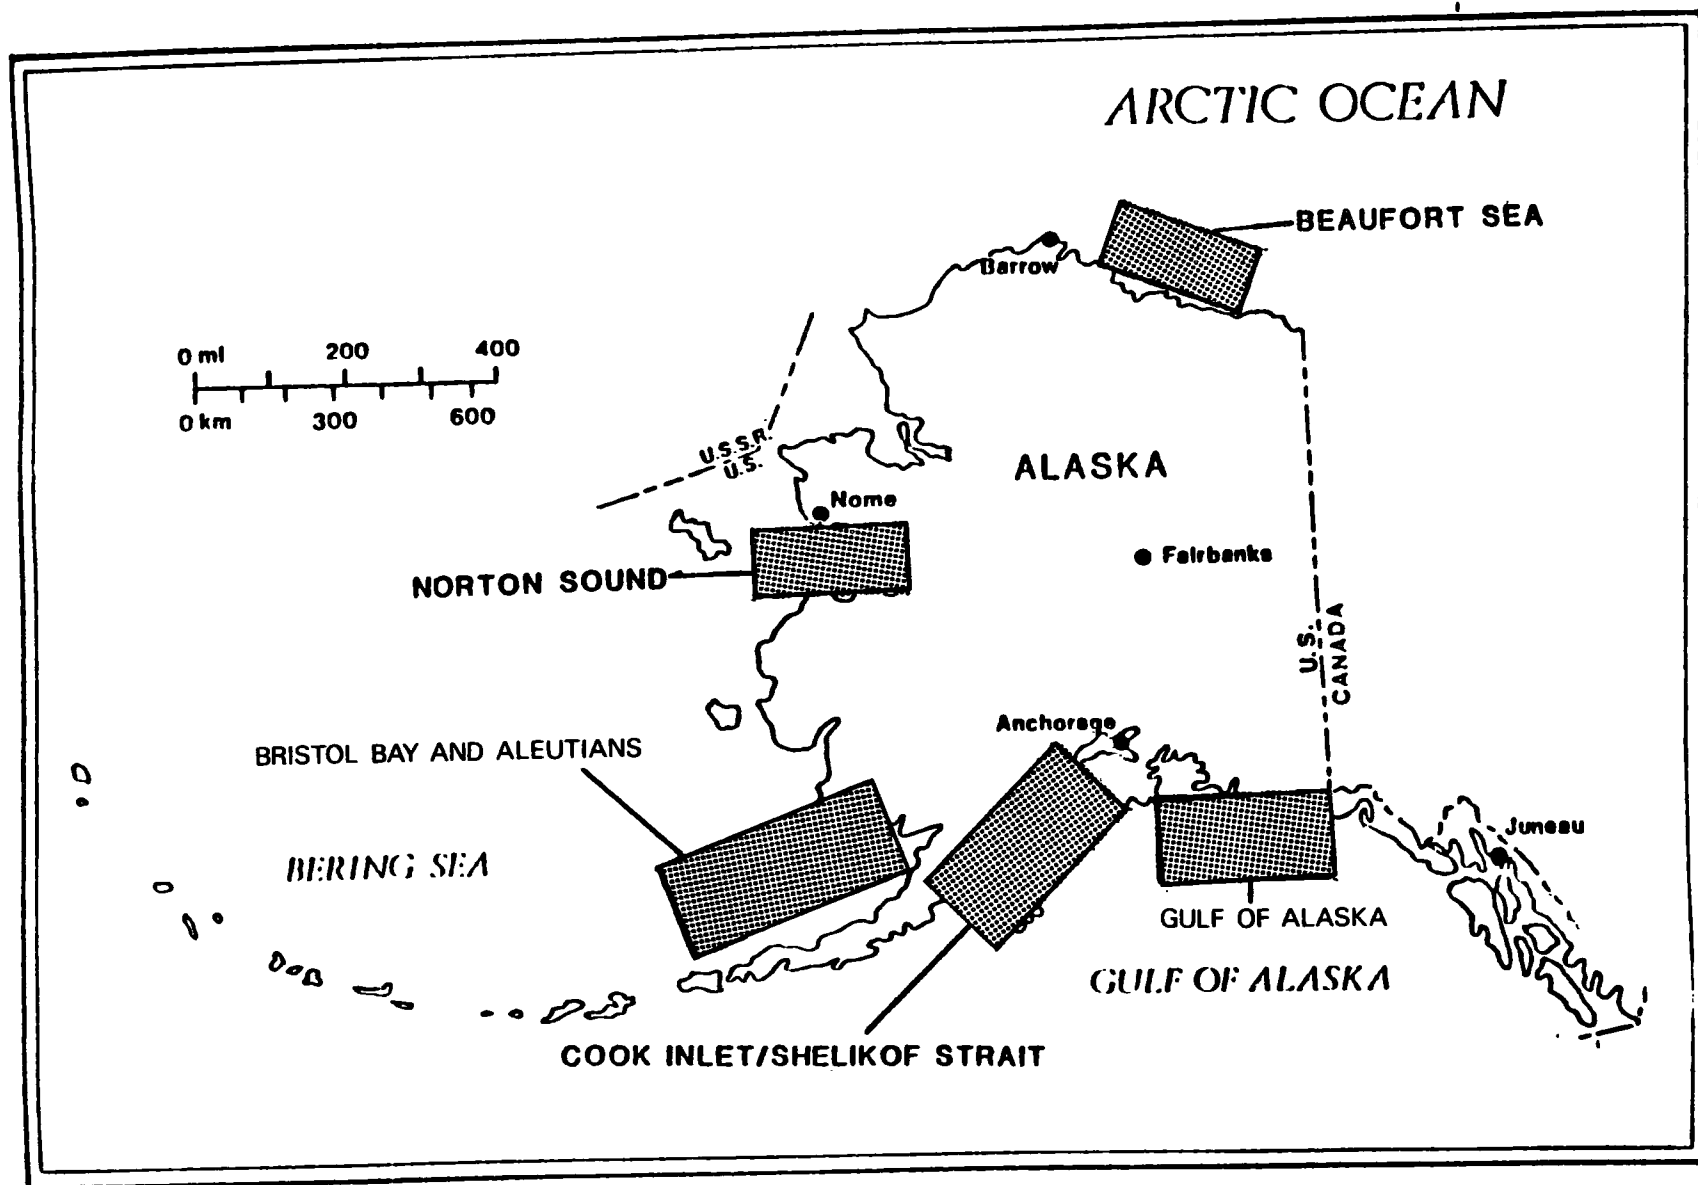 ARCTIC OCEAN
BEAUFORT SEA
Barrow
0 mi 200 400
0 km 300 600
U.S.S.R.
U.S.
ALASKA
Nome
Fairbanks
NORTON SOUND
U.S.
CANADA
Anchorage
BRISTOL BAY AND ALEUTIANS
Juneau
BERING SEA
GULF OF ALASKA
GULF OF ALASKA
COOK INLET/SHELIKOF STRAIT